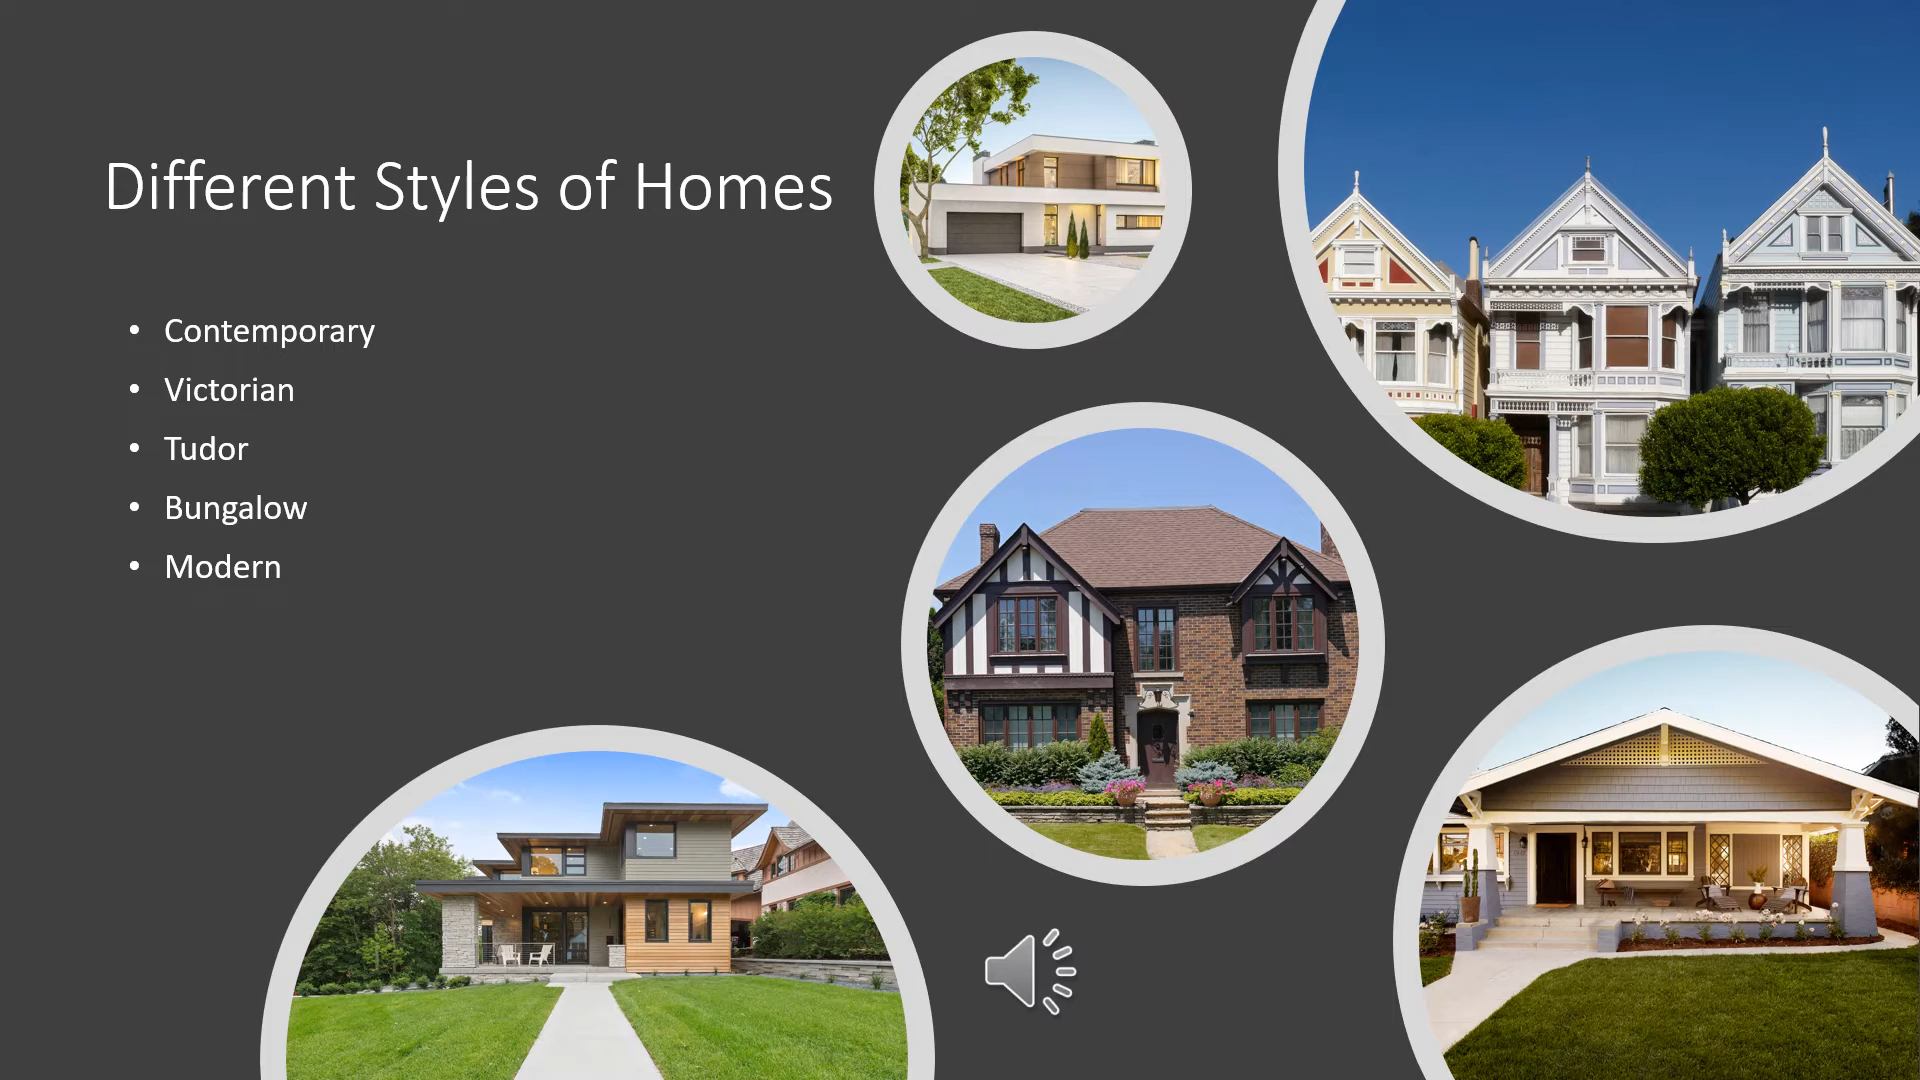 Different Styles of Homes
• Contemporary
• Victorian
• Tudor
• Bungalow
• Modern